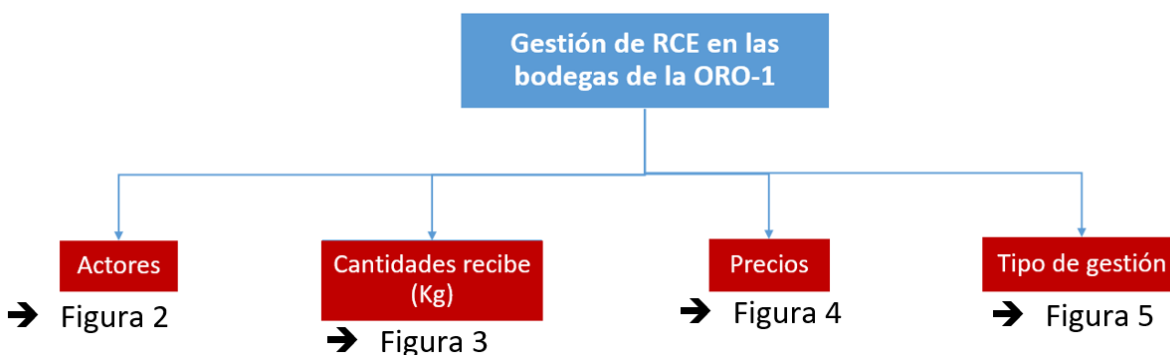 Gestión de RCE en las
bodegas de la ORO-1
Actores
➔ Figura 2
Cantidades recibe
(Kg)
➔ Figura 3
Precios
➔ Figura 4
Tipo de gestión
➔ Figura 5